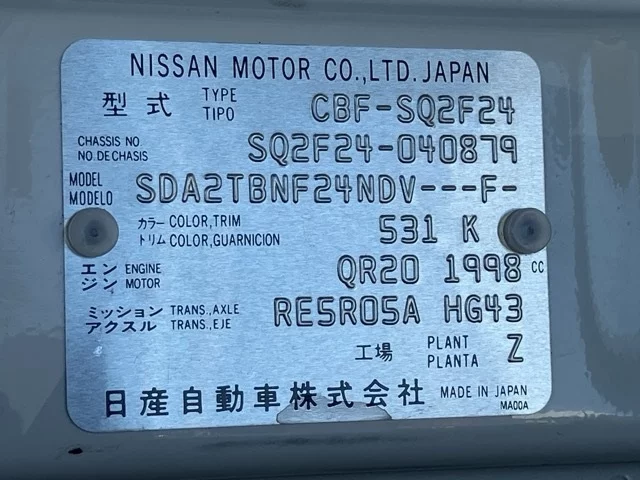 NISSAN MOTOR CO.,LTD. JAPAN
型式 TYPE TIPO CBF-SQ2F24
CHASSIS NO NO.DE CHASIS SQ2F24-040879
MODEL MODELO SDA2TBNF24NDV---F-
カラー COLOR,TRIM トリム COLOR,GUARNICION 531 K
エンジン ENGINE MOTOR QR20 1998 CC
ミッション TRANS.,AXLE アクスル TRANS.,EJE RE5R05A HG43
工場 PLANT PLANTA Z
日産自動車株式会社 MADE IN JAPAN
MA00A